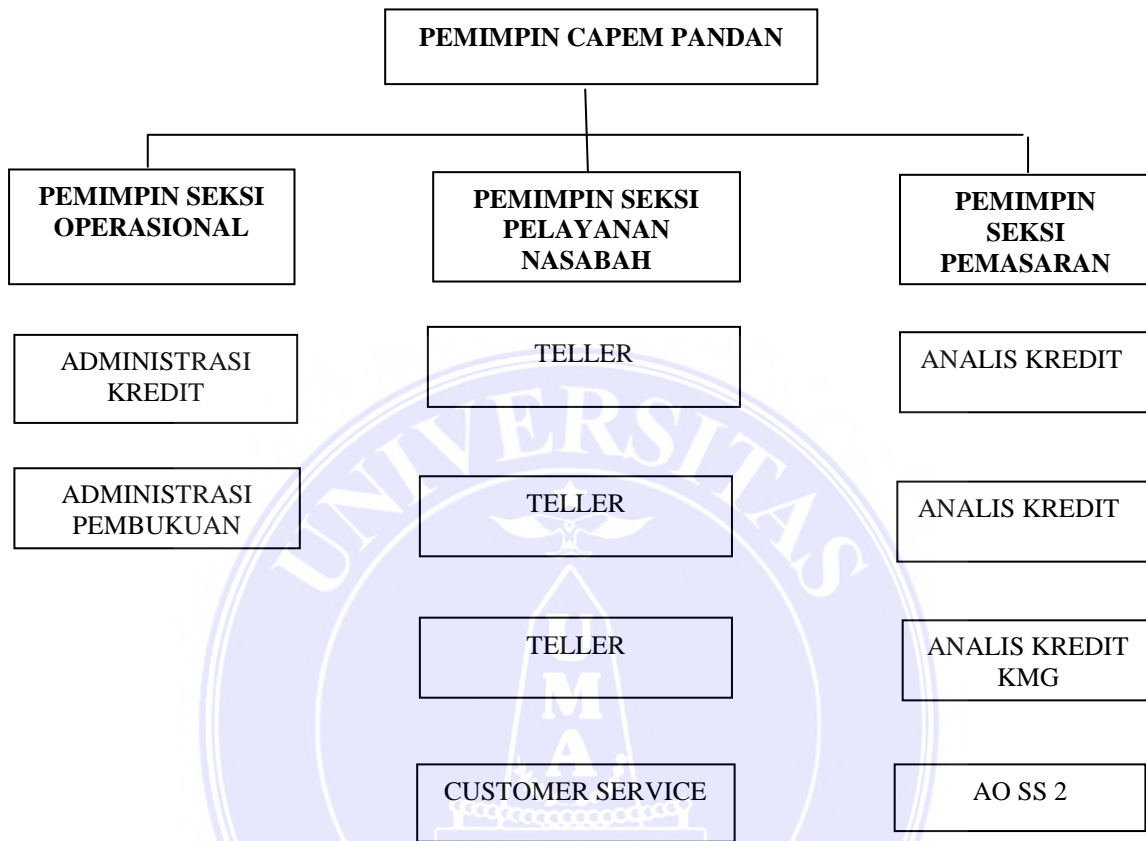 PEMIMPIN CAPEM PANDAN
PEMIMPIN SEKSI
OPERASIONAL
PEMIMPIN SEKSI
PELAYANAN
NASABAH
PEMIMPIN
SEKSI
PEMASARAN
ADMINISTRASI
KREDIT
TELLER
ANALIS KREDIT
ADMINISTRASI
PEMBUKUAN
TELLER
ANALIS KREDIT
TELLER
ANALIS KREDIT
KMG
CUSTOMER SERVICE
AO SS 2
UNIVERSITAS
U
M
A